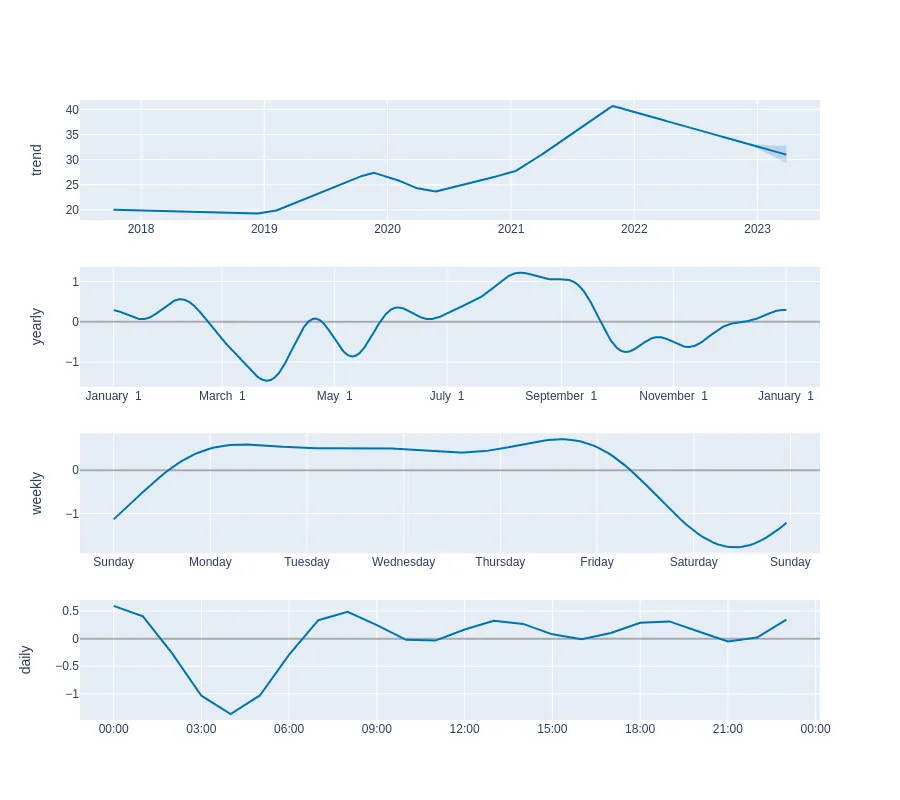 trend
40
35
30
25
20
2018 2019 2020 2021 2022 2023
yearly
1
0
−1
January 1 March 1 May 1 July 1 September 1 November 1 January 1
weekly
0
−1
Sunday Monday Tuesday Wednesday Thursday Friday Saturday Sunday
daily
0.5
0
−0.5
−1
00:00 03:00 06:00 09:00 12:00 15:00 18:00 21:00 00:00